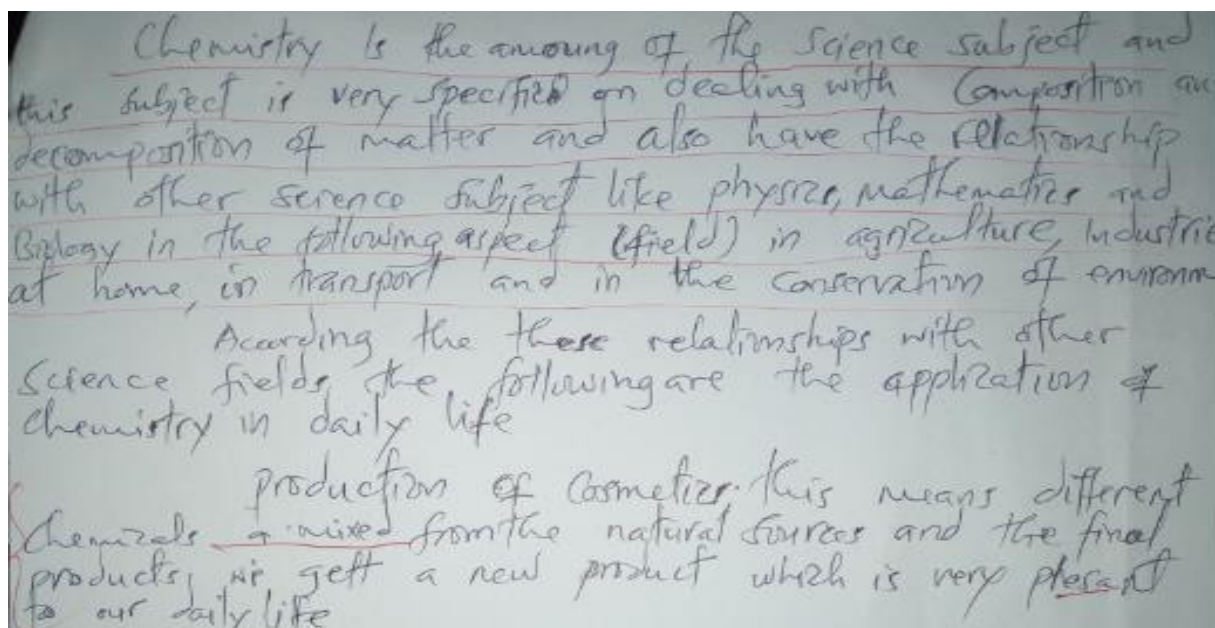 Chemistry is the amoung of the science subject and
this subject is very specified on dealing with Composition an
decomposition of matter and also have the relationship
with other science subject like physics, mathematics and
Biology in the following aspect (field) in agriculture, Industrie
at home, in transport and in the conservation of environm
Acording the these relationships with other
Science fields, the following are the application of
chemistry in daily life
production of Cosmetics, this means different
Chemicals a mixed from the natural sources and the final
products, we gett a new product which is very plesant
to our daily life